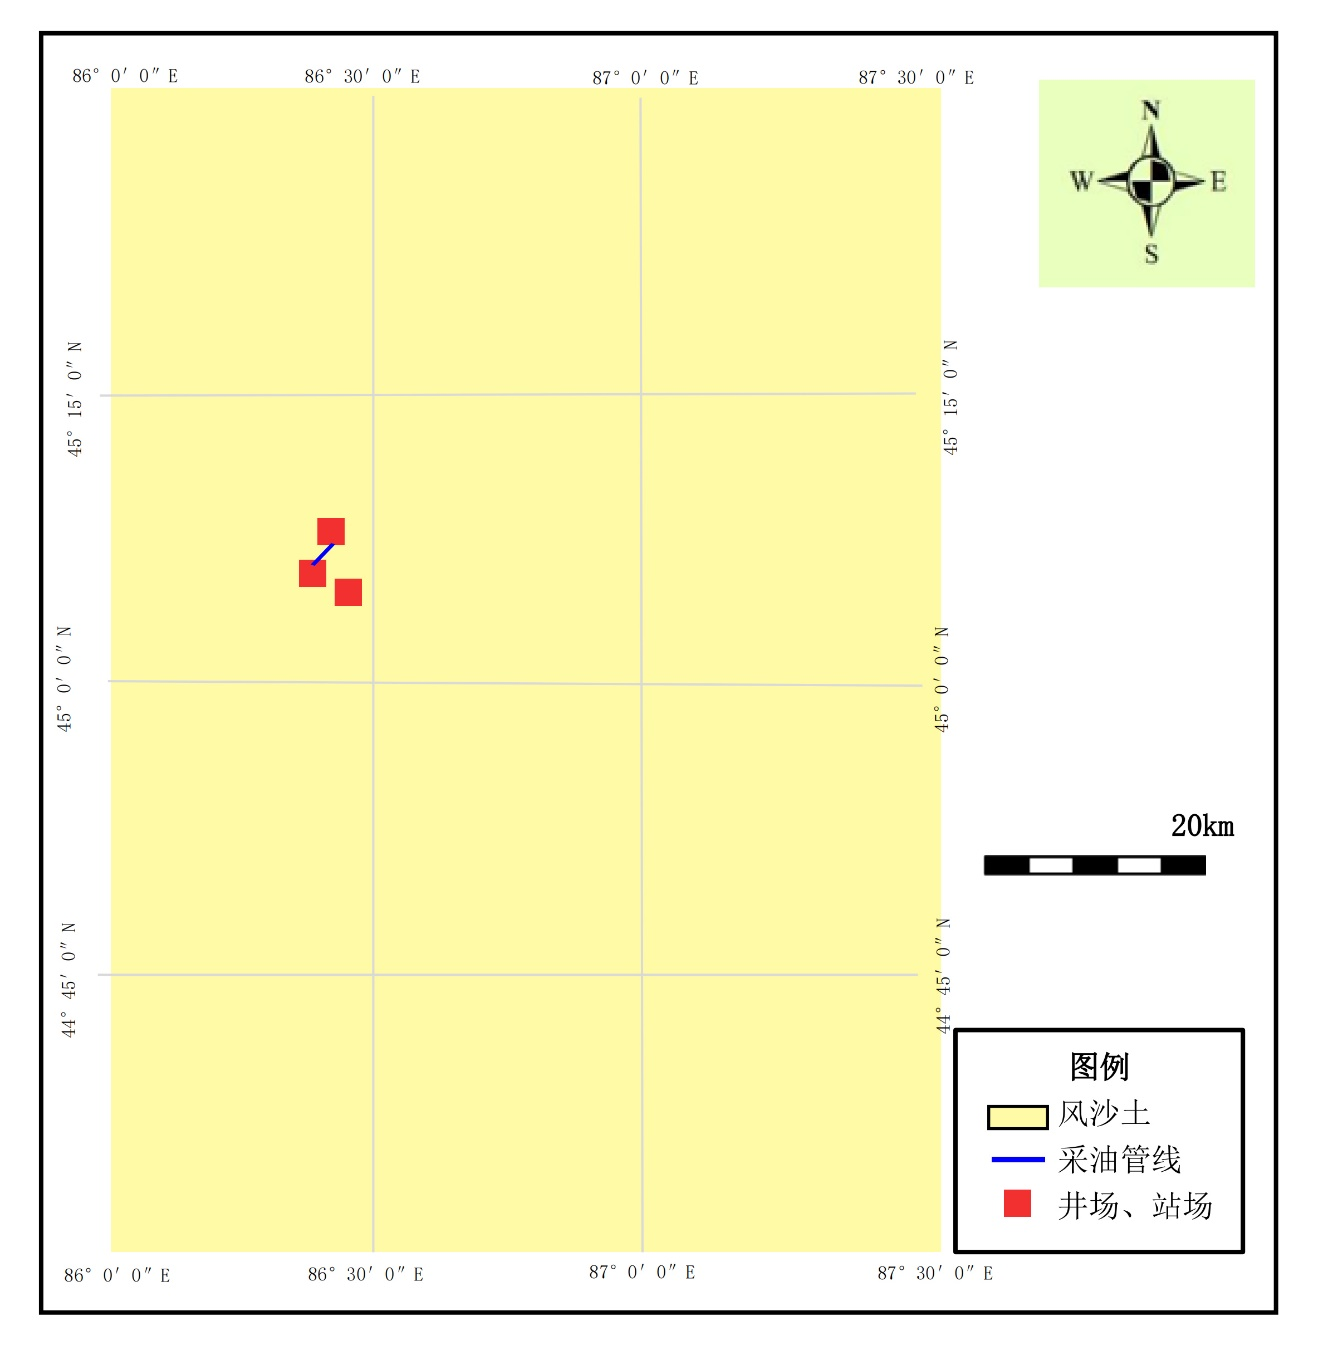 86° 0′ 0″ E
86° 30′ 0″ E
87° 0′ 0″ E
87° 30′ 0″ E
N
W
E
S
45° 15′ 0″ N
45° 15′ 0″ N
45° 0′ 0″ N
45° 0′ 0″ N
20km
44° 45′ 0″ N
44° 45′ 0″ N
图例
风沙土
采油管线
井场、站场
86° 0′ 0″ E
86° 30′ 0″ E
87° 0′ 0″ E
87° 30′ 0″ E